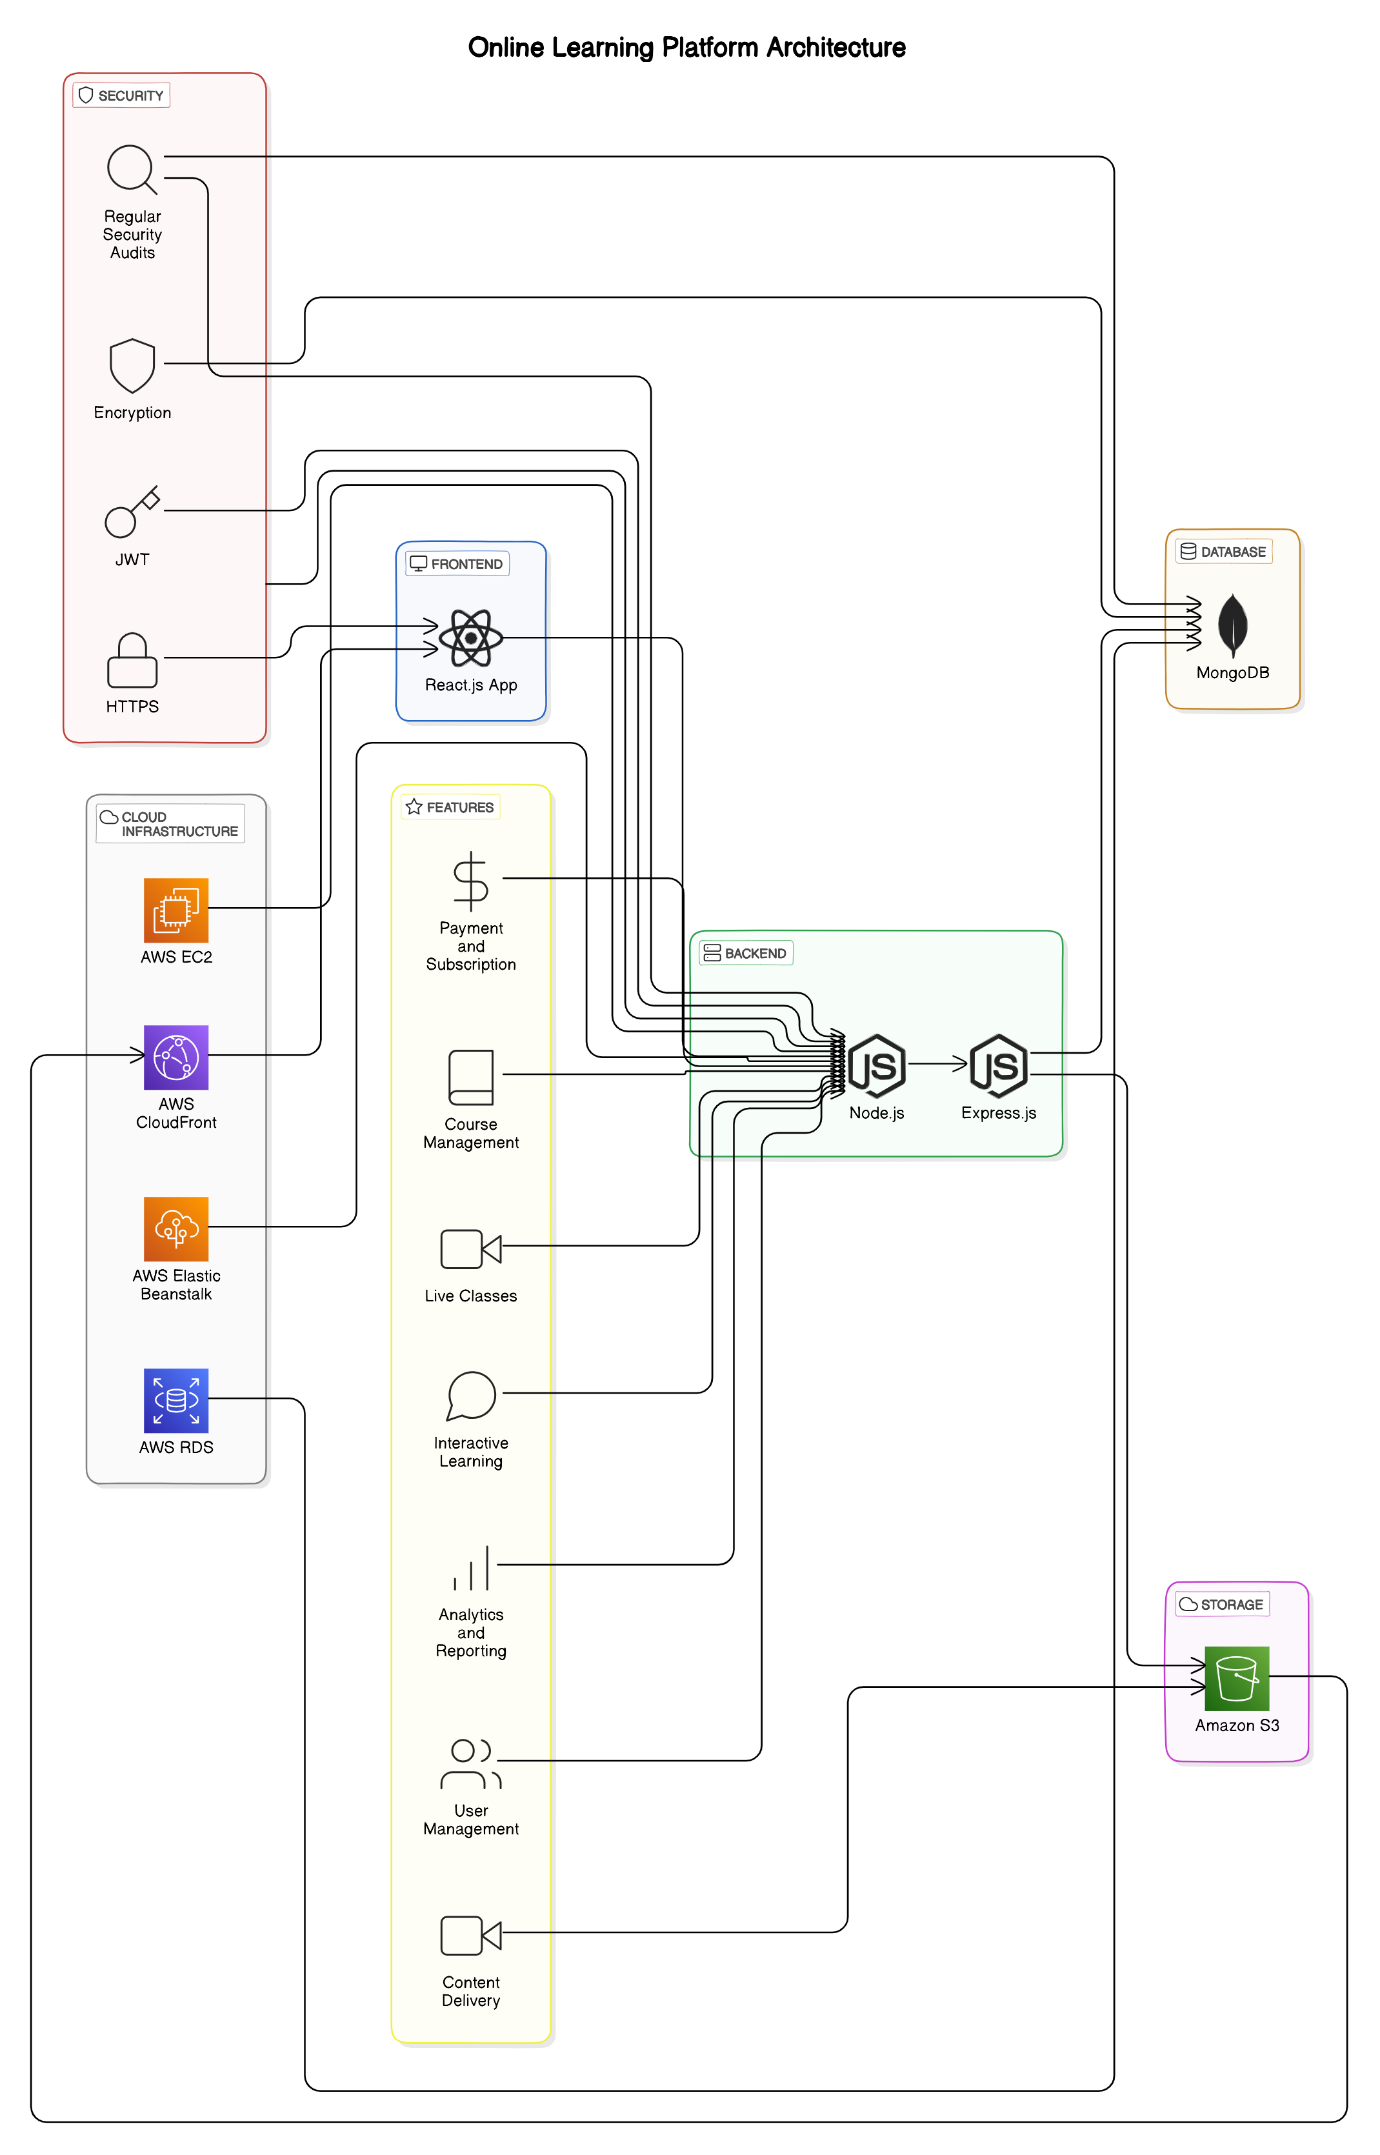 Online Learning Platform Architecture
SECURITY
Regular
Security
Audits
Encryption
JWT
HTTPS
FRONTEND
React.js App
DATABASE
MongoDB
CLOUD
INFRASTRUCTURE
AWS EC2
AWS
CloudFront
AWS Elastic
Beanstalk
AWS RDS
FEATURES
Payment
and
Subscription
Course
Management
Live Classes
Interactive
Learning
Analytics
and
Reporting
User
Management
Content
Delivery
BACKEND
JS
Node.js
JS
Express.js
STORAGE
Amazon S3